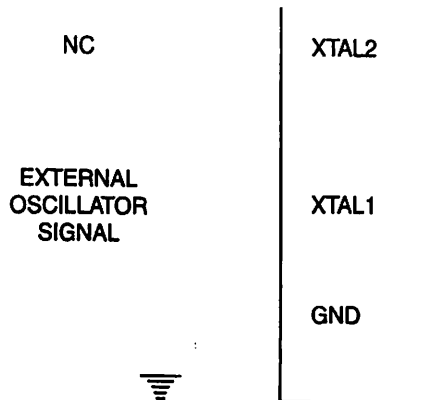 NC
XTAL2
EXTERNAL
OSCILLATOR
SIGNAL
XTAL1
GND